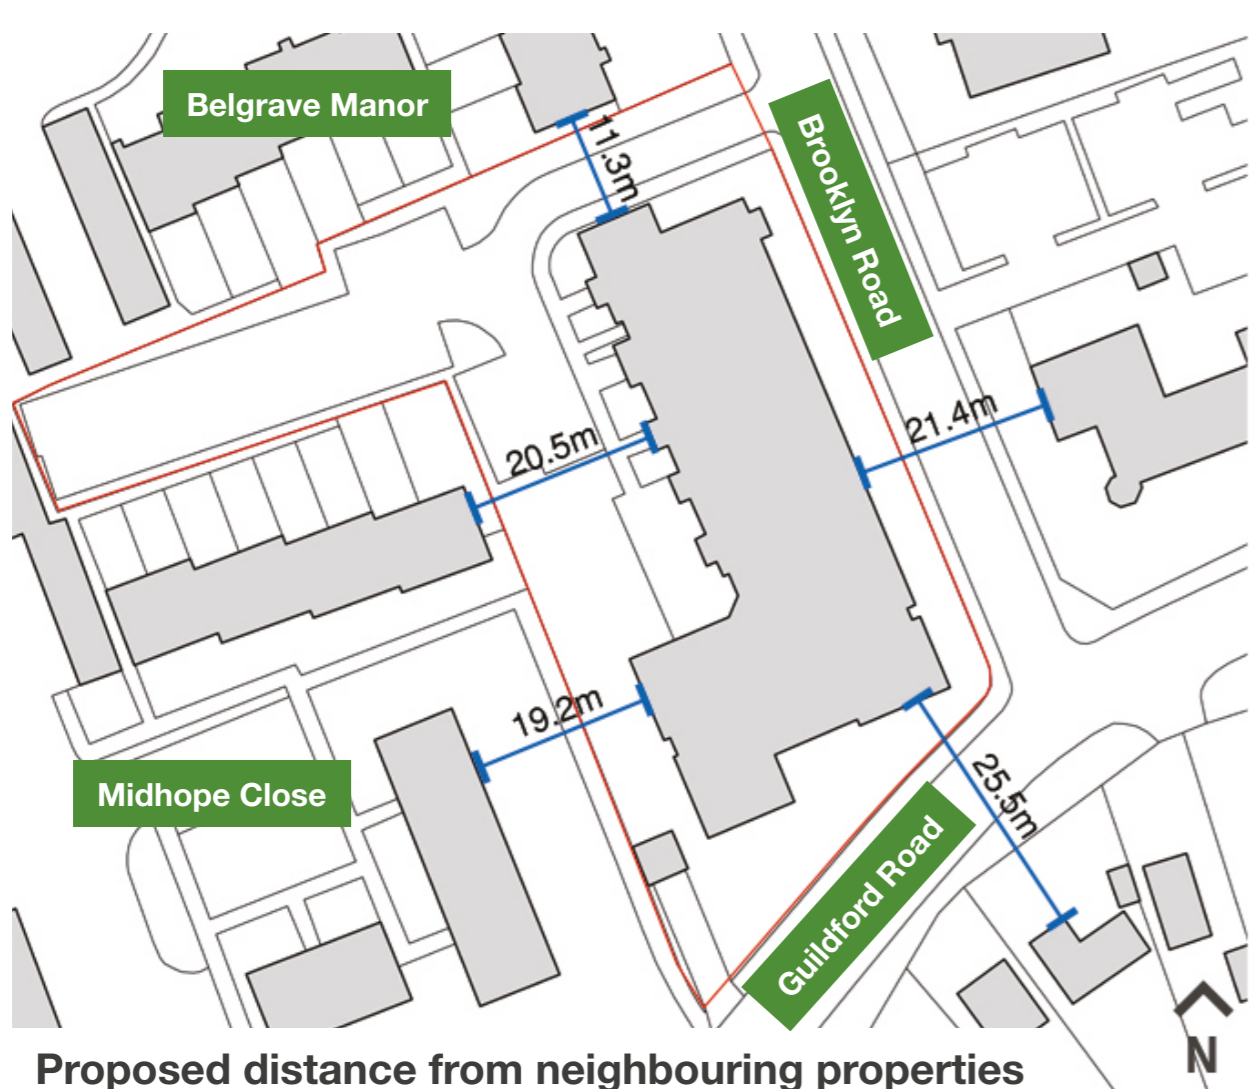 Belgrave Manor
11.3m
Brooklyn Road
21.4m
20.5m
19.2m
Midhope Close
25.5m
Guildford Road
N
Proposed distance from neighbouring properties